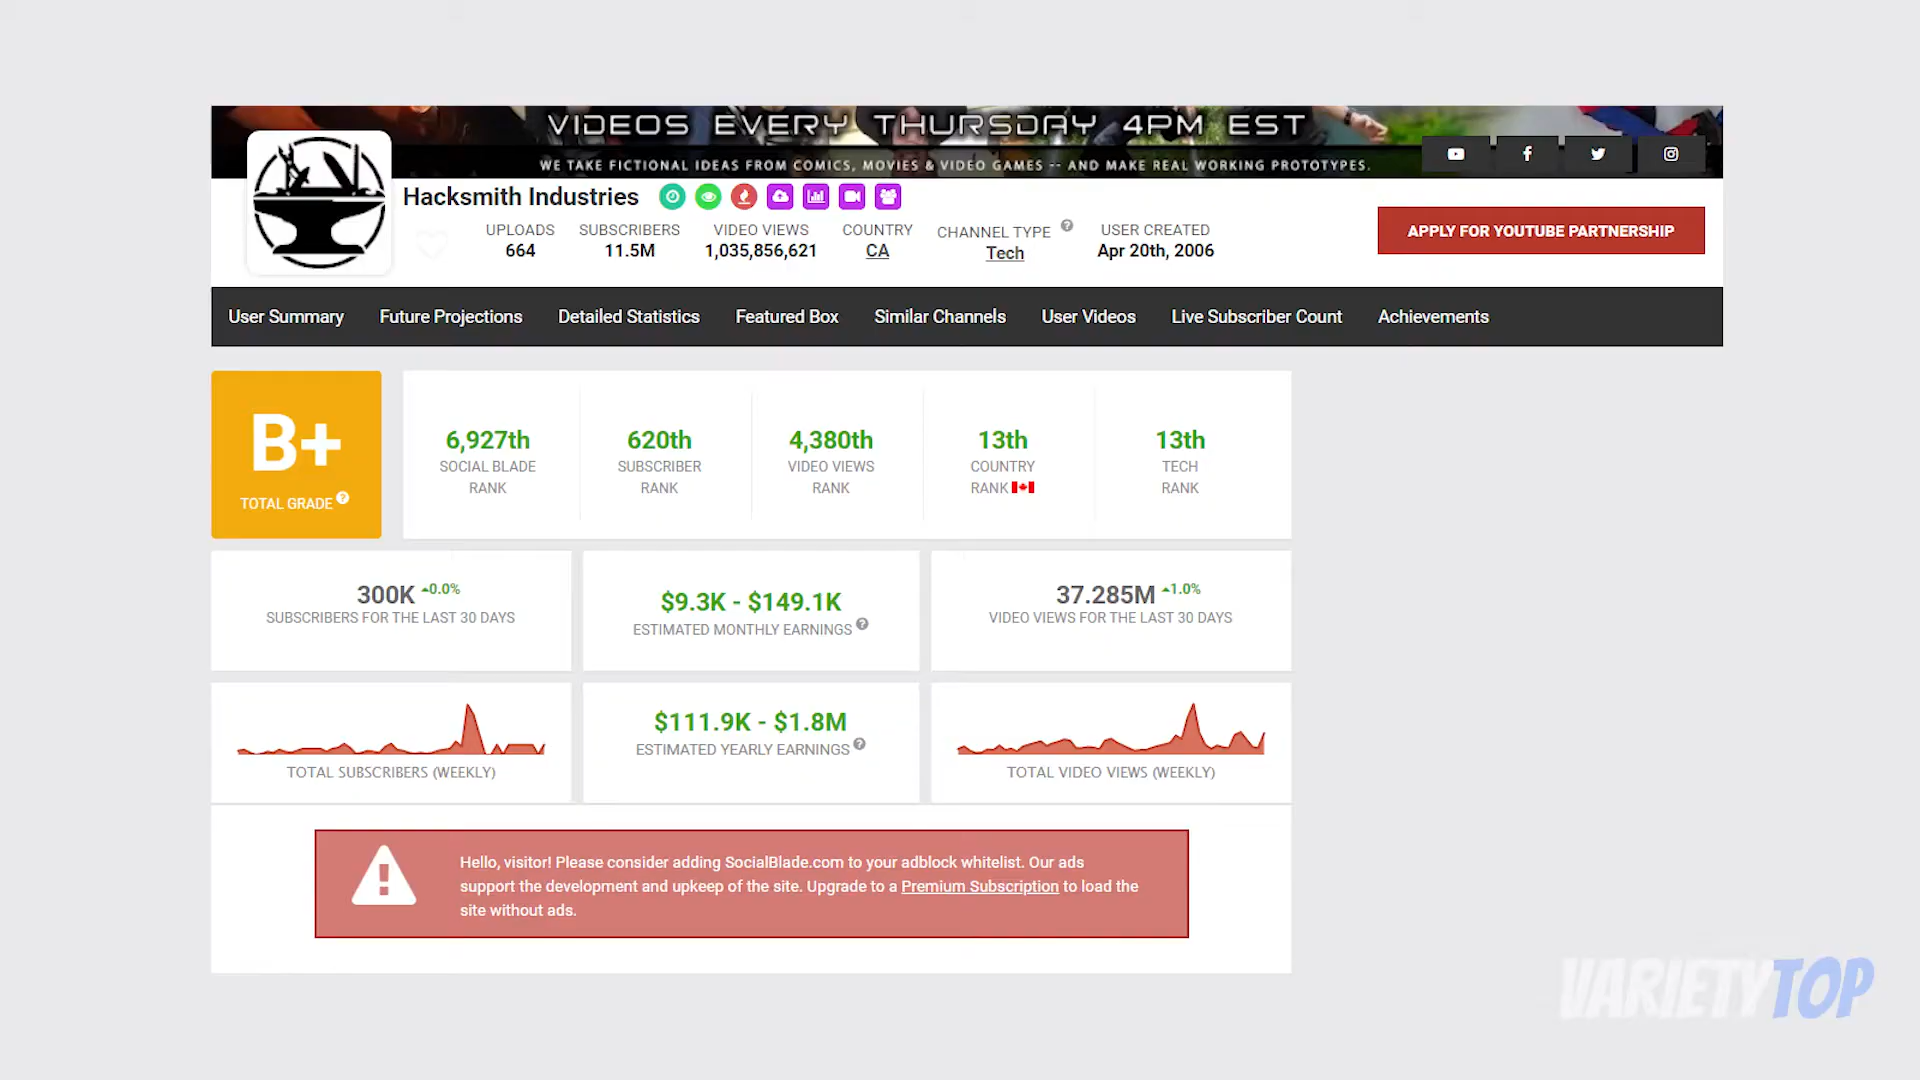 VIDEOS EVERY THURSDAY 4PM EST
WE TAKE FICTIONAL IDEAS FROM COMICS, MOVIES & VIDEO GAMES -- AND MAKE REAL WORKING PROTOTYPES.
Hacksmith Industries
UPLOADS
664
SUBSCRIBERS
11.5M
VIDEO VIEWS
1,035,856,621
COUNTRY
CA
CHANNEL TYPE ?
Tech
USER CREATED
Apr 20th, 2006
APPLY FOR YOUTUBE PARTNERSHIP
User Summary
Future Projections
Detailed Statistics
Featured Box
Similar Channels
User Videos
Live Subscriber Count
Achievements
B+
TOTAL GRADE ?
6,927th
SOCIAL BLADE
RANK
620th
SUBSCRIBER
RANK
4,380th
VIDEO VIEWS
RANK
13th
COUNTRY
RANK
13th
TECH
RANK
300K 0.0%
SUBSCRIBERS FOR THE LAST 30 DAYS
$9.3K - $149.1K
ESTIMATED MONTHLY EARNINGS ?
37.285M 1.0%
VIDEO VIEWS FOR THE LAST 30 DAYS
TOTAL SUBSCRIBERS (WEEKLY)
$111.9K - $1.8M
ESTIMATED YEARLY EARNINGS ?
TOTAL VIDEO VIEWS (WEEKLY)
Hello, visitor! Please consider adding SocialBlade.com to your adblock whitelist. Our ads
support the development and upkeep of the site. Upgrade to a Premium Subscription to load the
site without ads.
VARIETYTOP